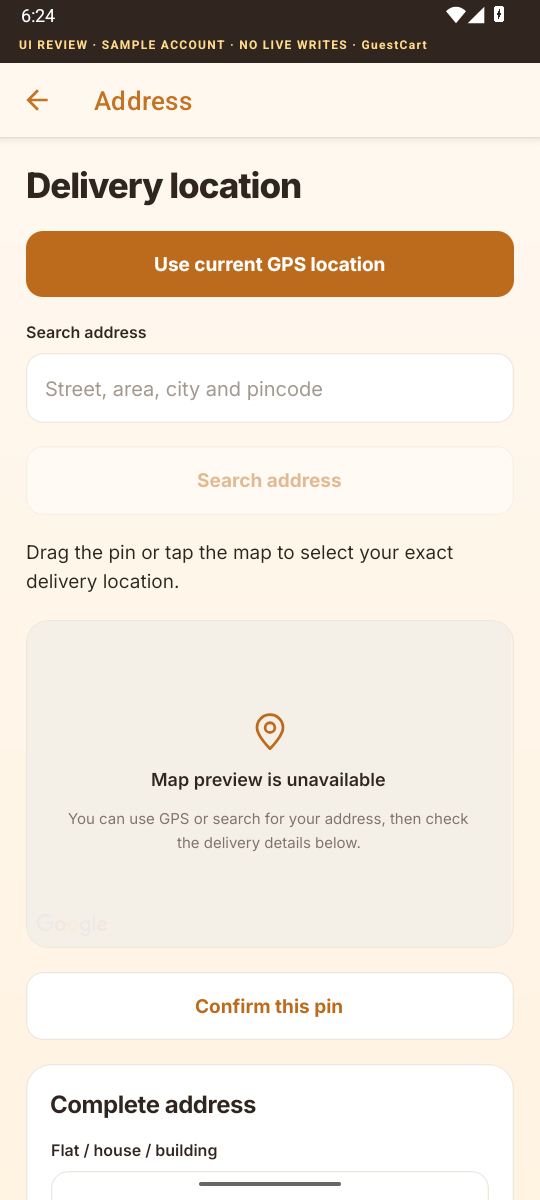 6:24
UI REVIEW · SAMPLE ACCOUNT · NO LIVE WRITES · GuestCart
Address
Delivery location
Use current GPS location
Search address
Street, area, city and pincode
Search address
Drag the pin or tap the map to select your exact
delivery location.
Map preview is unavailable
You can use GPS or search for your address, then check
the delivery details below.
Google
Confirm this pin
Complete address
Flat / house / building